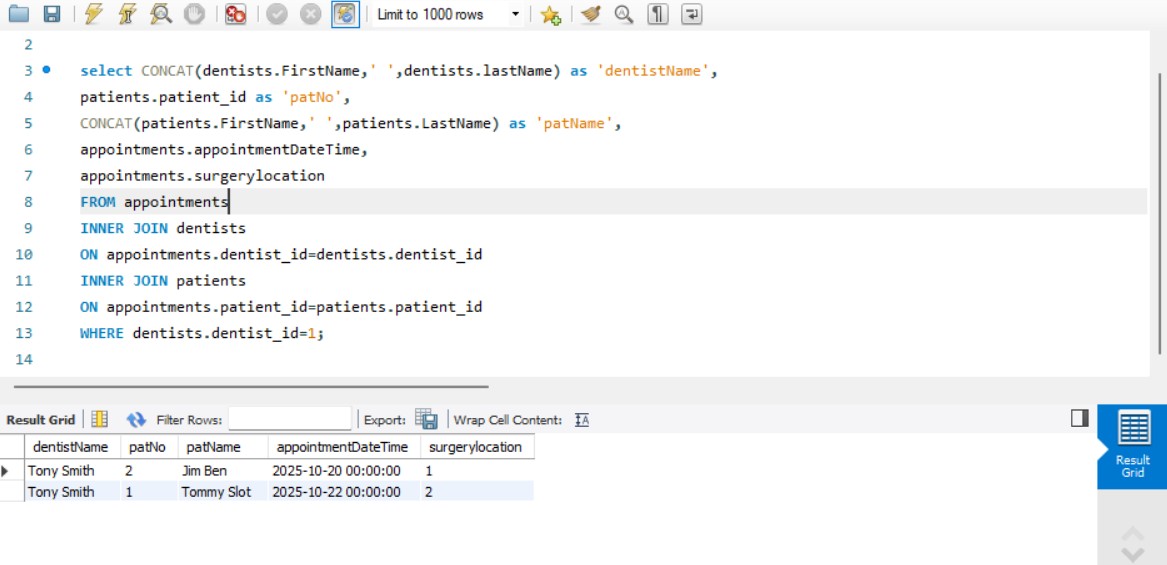 Limit to 1000 rows
2
3 select CONCAT(dentists.FirstName,' ',dentists.lastName) as 'dentistName',
4 patients.patient_id as 'patNo',
5 CONCAT(patients.FirstName,' ',patients.LastName) as 'patName',
6 appointments.appointmentDateTime,
7 appointments.surgerylocation
8 FROM appointments
9 INNER JOIN dentists
10 ON appointments.dentist_id=dentists.dentist_id
11 INNER JOIN patients
12 ON appointments.patient_id=patients.patient_id
13 WHERE dentists.dentist_id=1;
14
Result Grid Filter Rows: Export: Wrap Cell Content: IA
dentistName patNo patName appointmentDateTime surgerylocation
Tony Smith 2 Jim Ben 2025-10-20 00:00:00 1
Tony Smith 1 Tommy Slot 2025-10-22 00:00:00 2
Result
Grid